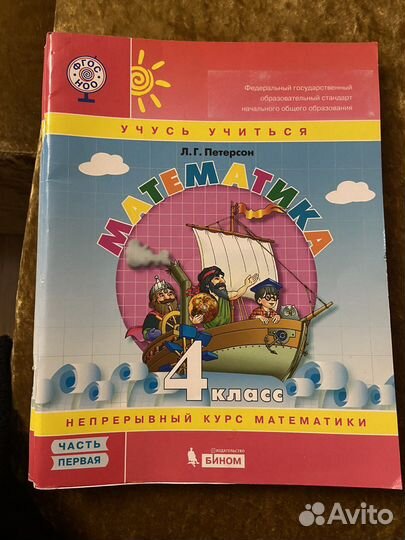 ФГОС
НОО
Федеральный государственный
образовательный стандарт
начального общего образования
УЧУСЬ УЧИТЬСЯ
Л.Г. Петерсон
МАТЕМАТИКА
4 КЛАСС
НЕПРЕРЫВНЫЙ КУРС МАТЕМАТИКИ
ЧАСТЬ
ПЕРВАЯ
ИЗДАТЕЛЬСТВО
БИНОМ
Avito